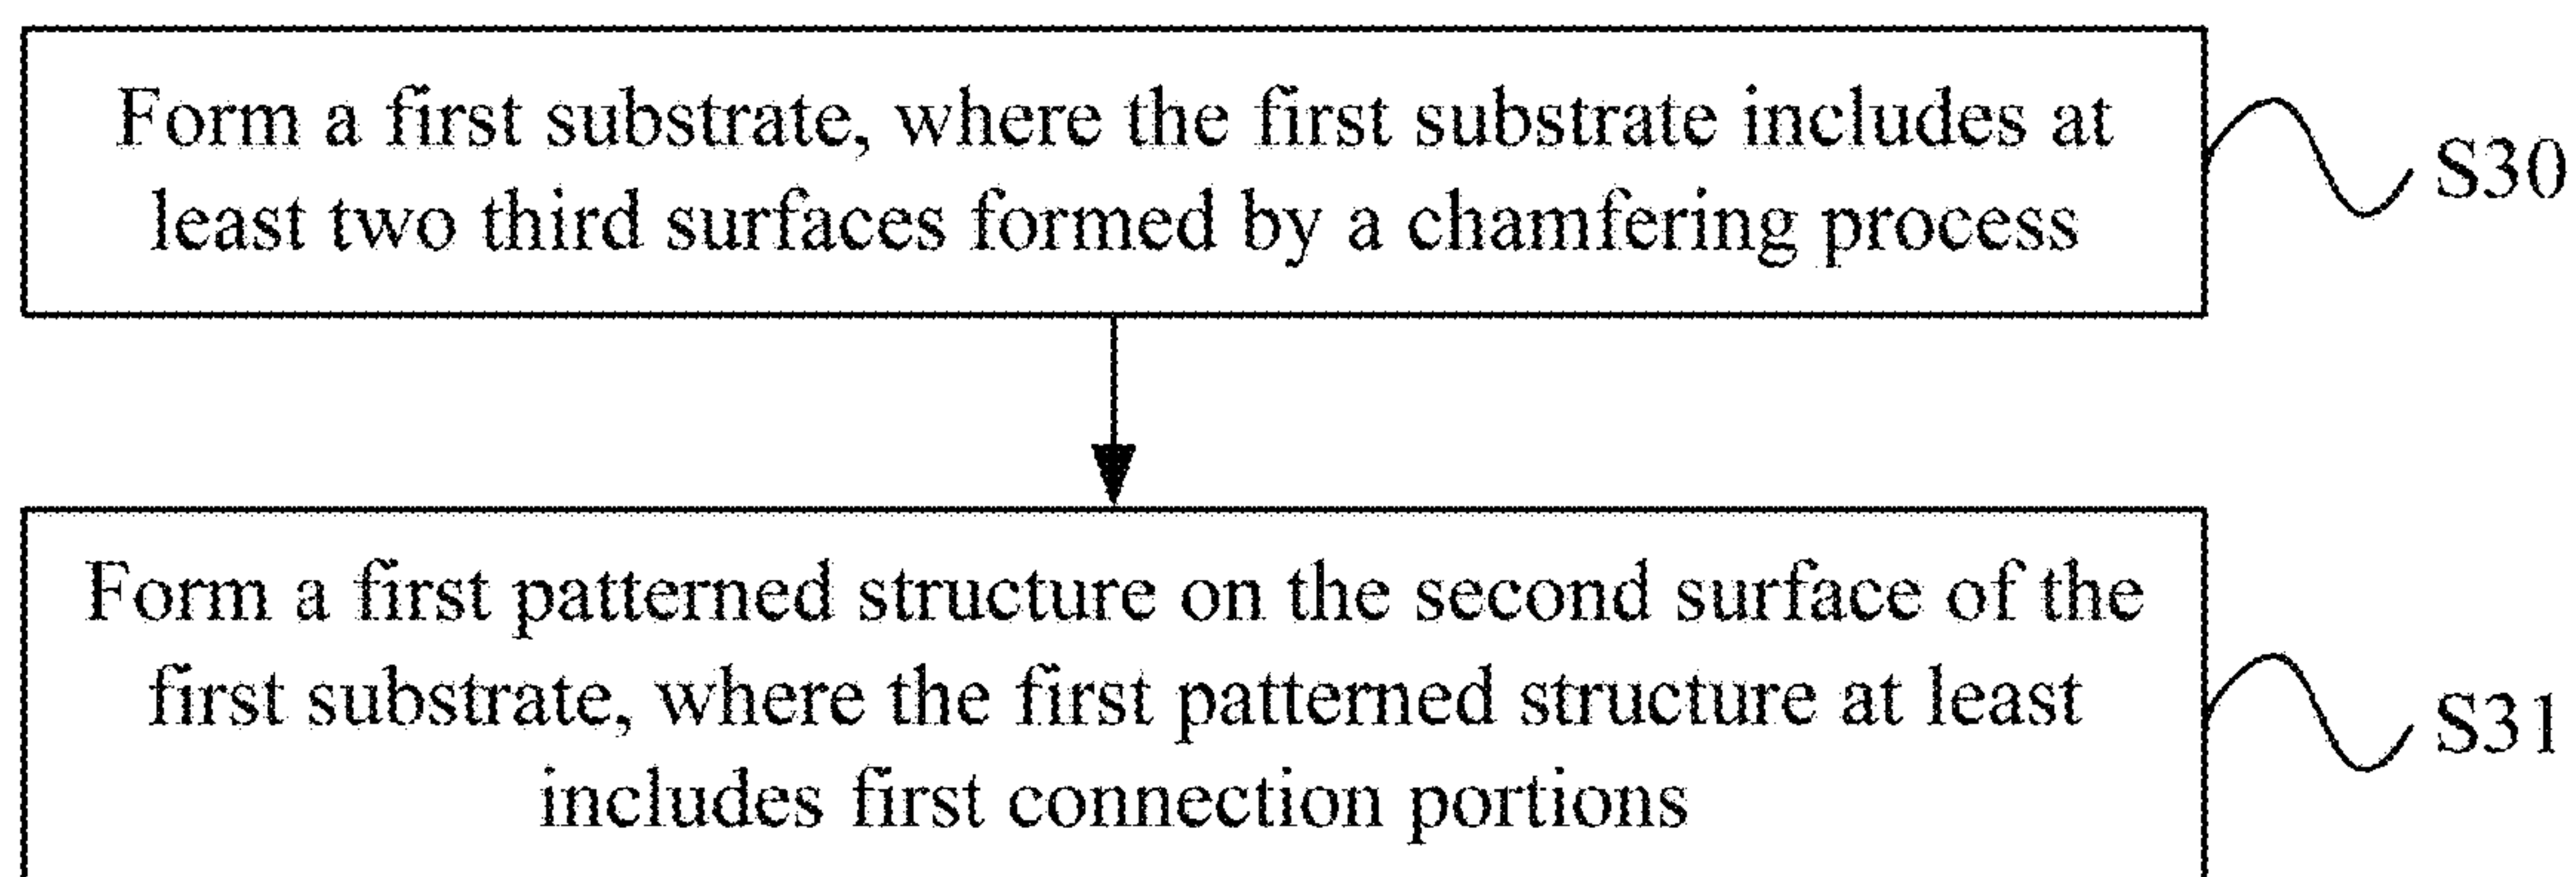 Form a first substrate, where the first substrate includes at
least two third surfaces formed by a chamfering process
S30
Form a first patterned structure on the second surface of the
first substrate, where the first patterned structure at least
includes first connection portions
S31